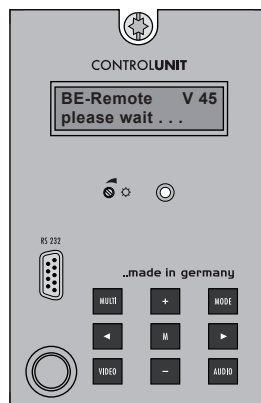 CONTROLUNIT
BE-Remote V 45
please wait . . .
RS 232
..made in germany
MULTI + MODE
◄ M ►
VIDEO – AUDIO